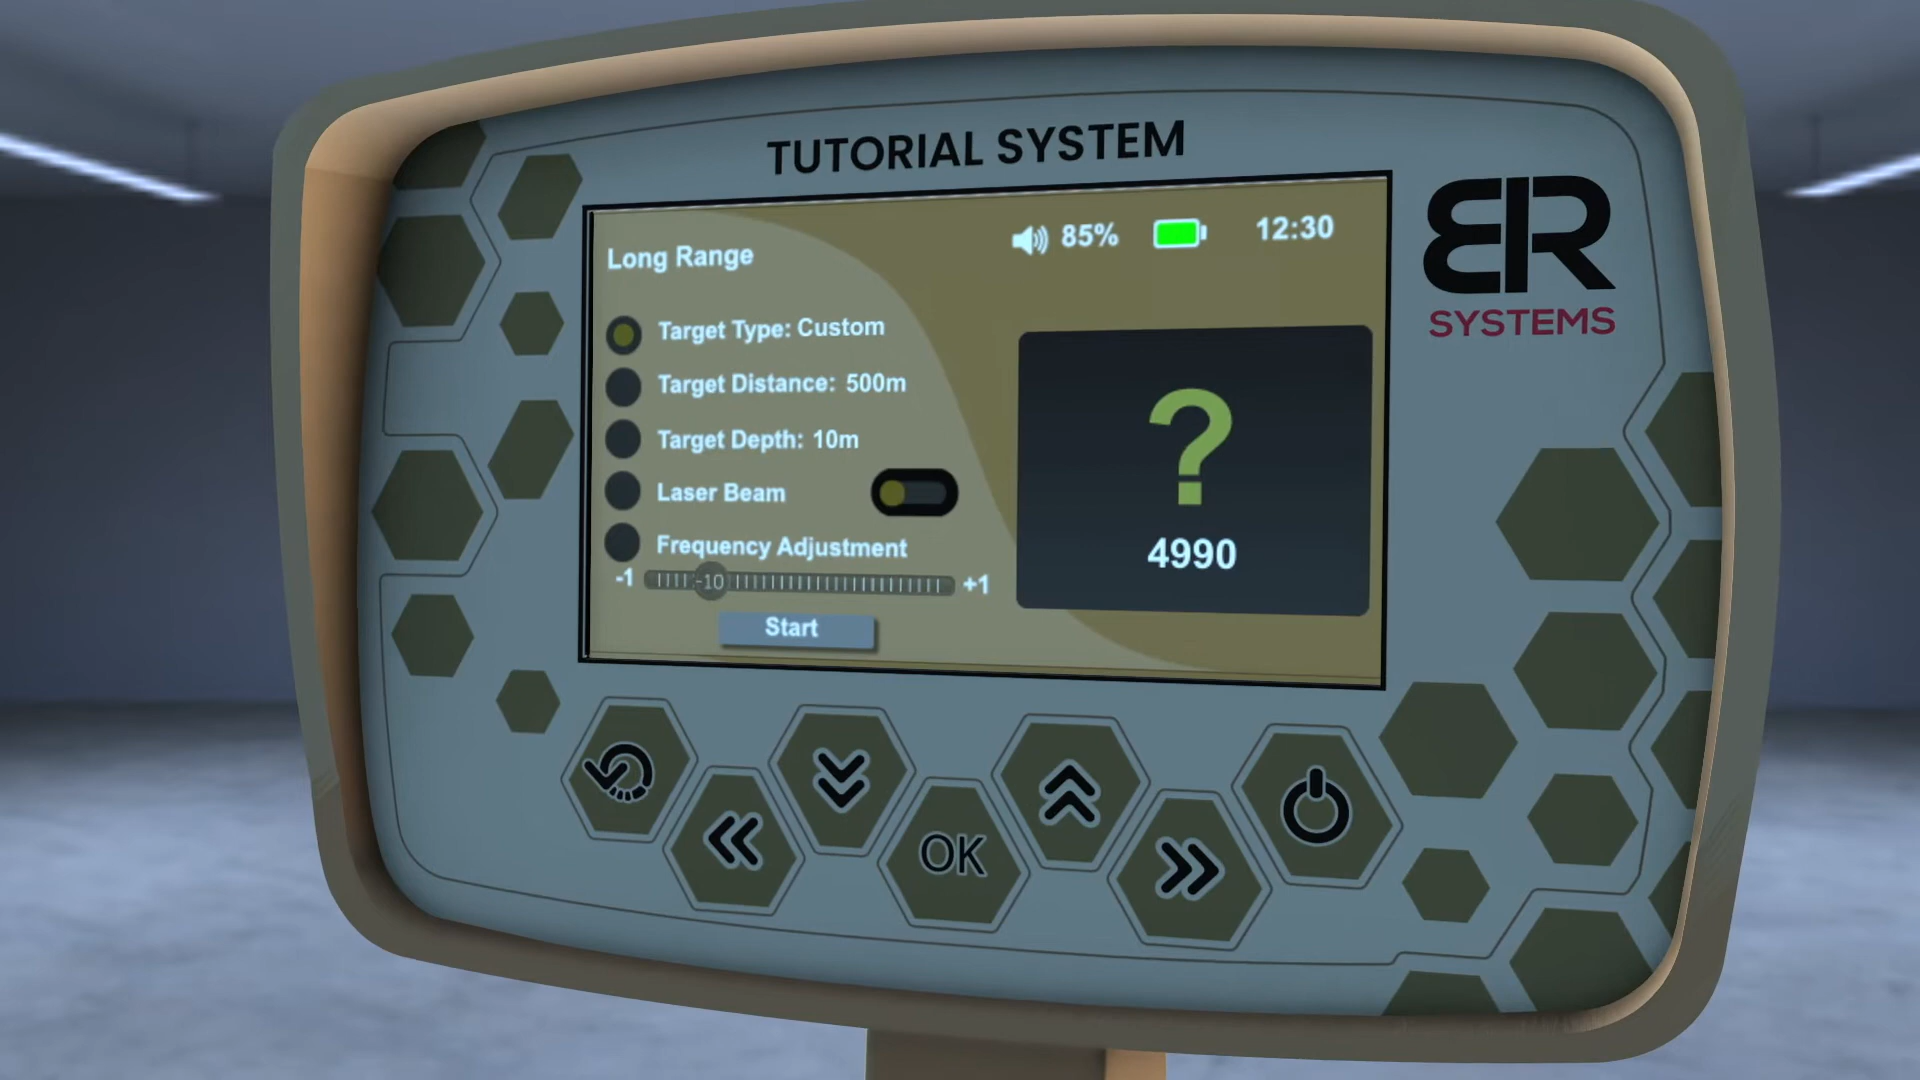 TUTORIAL SYSTEM
BR
SYSTEMS
Long Range
85%
12:30
Target Type: Custom
Target Distance: 500m
Target Depth: 10m
Laser Beam
Frequency Adjustment
-1
-10
+1
Start
?
4990
OK